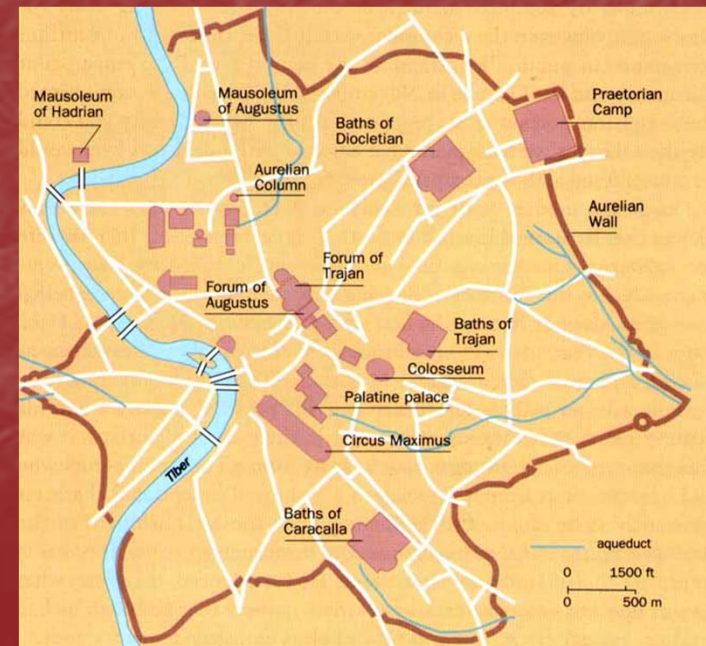 Mausoleum
of Hadrian
Mausoleum
of Augustus
Baths of
Diocletian
Praetorian
Camp
Aurelian
Column
Aurelian
Wall
Forum of
Trajan
Forum of
Augustus
Baths of
Trajan
Colosseum
Palatine palace
Circus Maximus
Tiber
Baths of
Caracalla
aqueduct
0 1500 ft
0 500 m